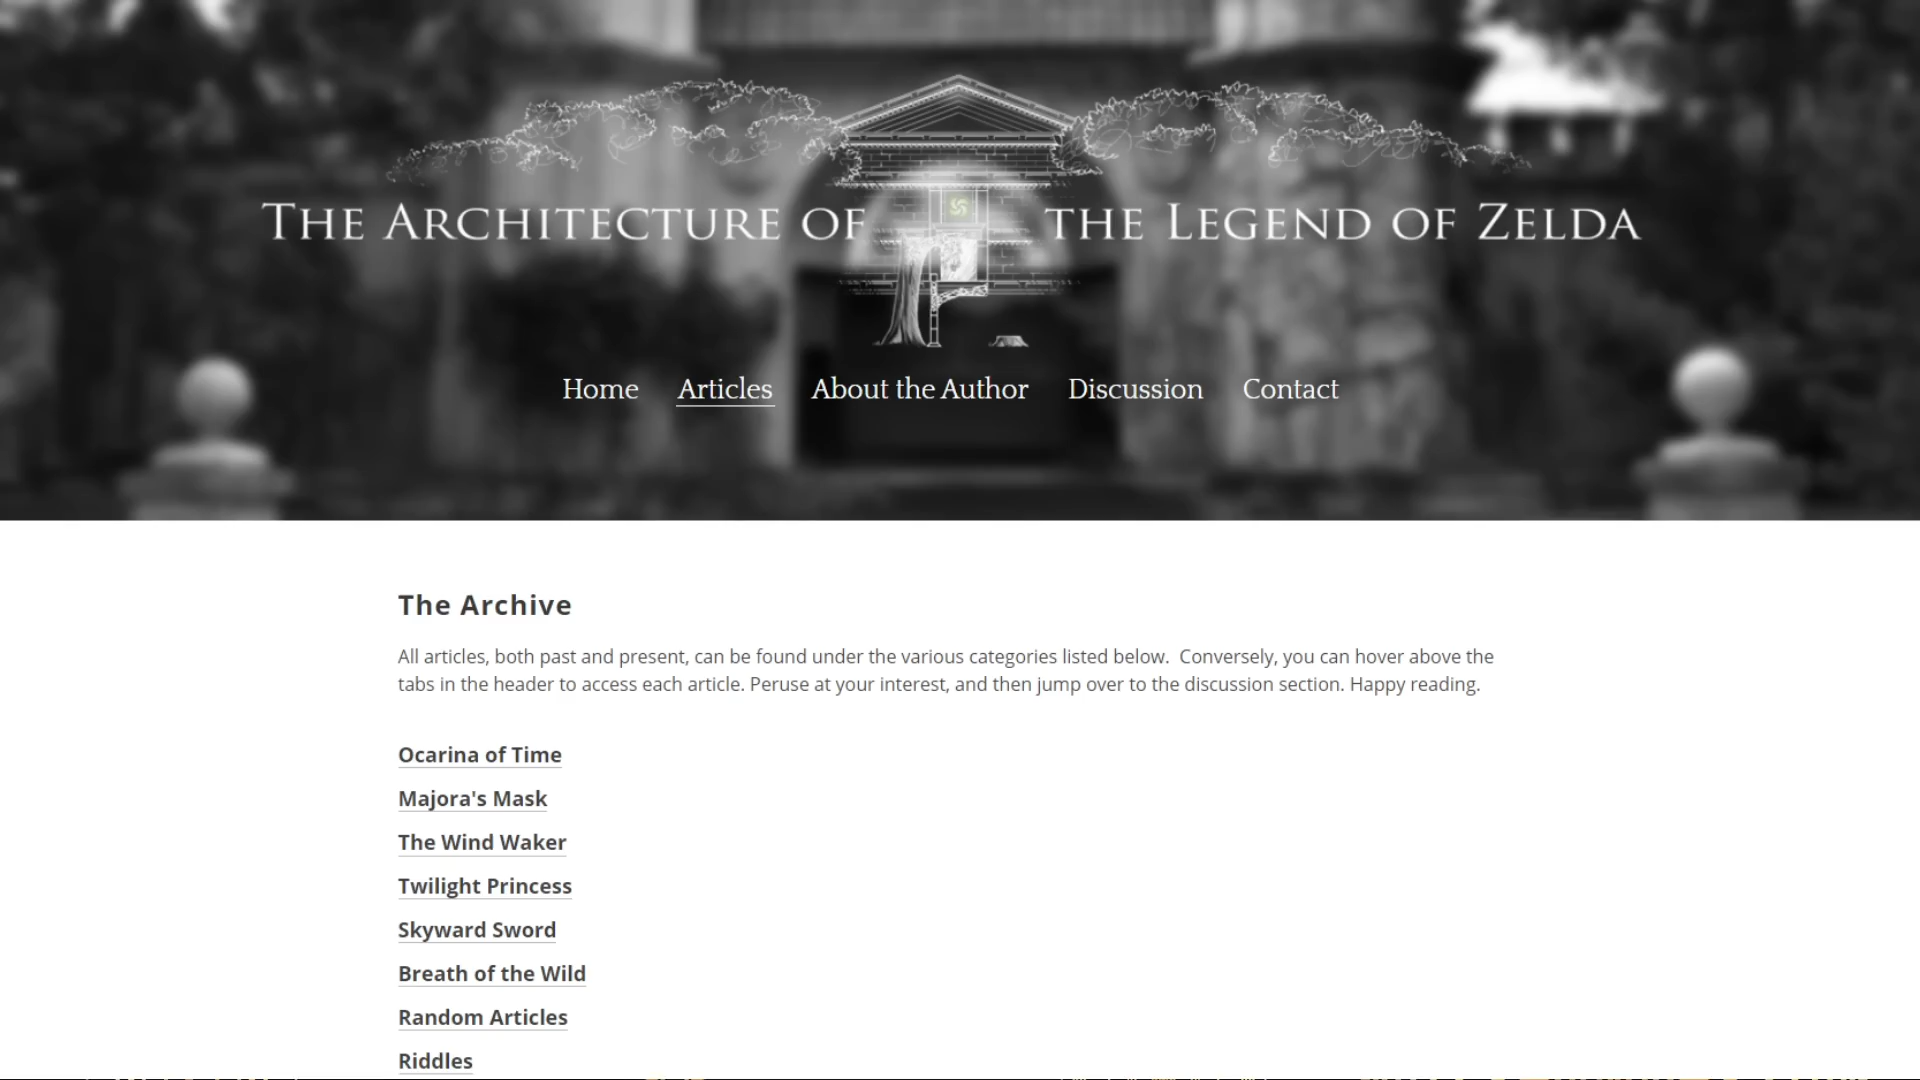 The Architecture of the Legend of Zelda
Home Articles About the Author Discussion Contact
The Archive
All articles, both past and present, can be found under the various categories listed below.  Conversely, you can hover above the
tabs in the header to access each article. Peruse at your interest, and then jump over to the discussion section. Happy reading.
Ocarina of Time
Majora's Mask
The Wind Waker
Twilight Princess
Skyward Sword
Breath of the Wild
Random Articles
Riddles